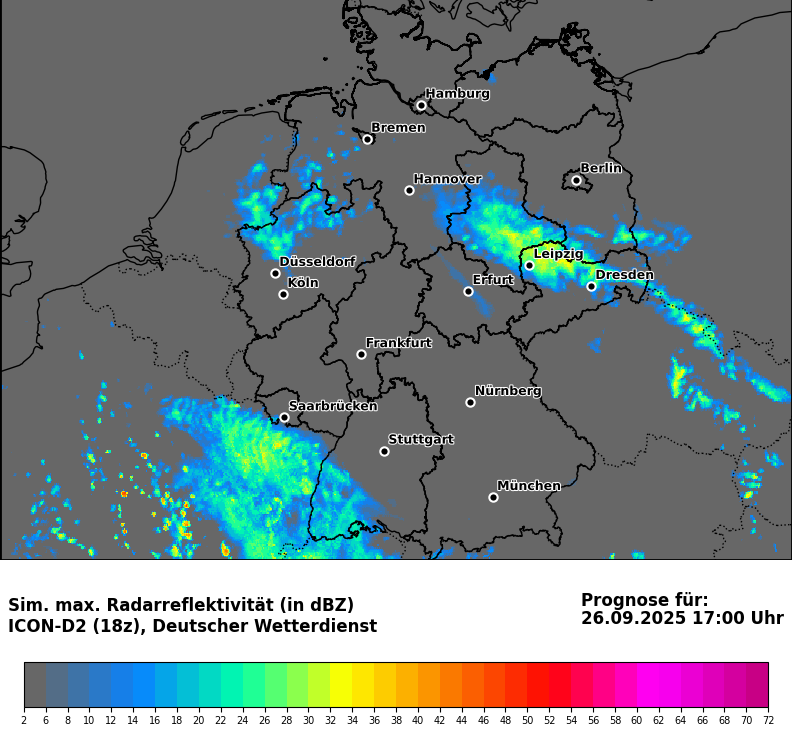 Hamburg
Bremen
Berlin
Hannover
Leipzig
Düsseldorf
Dresden
Köln
Erfurt
Frankfurt
Nürnberg
Saarbrücken
Stuttgart
München
Sim. max. Radarreflektivität (in dBZ)
ICON-D2 (18z), Deutscher Wetterdienst
Prognose für:
26.09.2025 17:00 Uhr
2 6 8 10 12 14 16 18 20 22 24 26 28 30 32 34 36 38 40 42 44 46 48 50 52 54 56 58 60 62 64 66 68 70 72